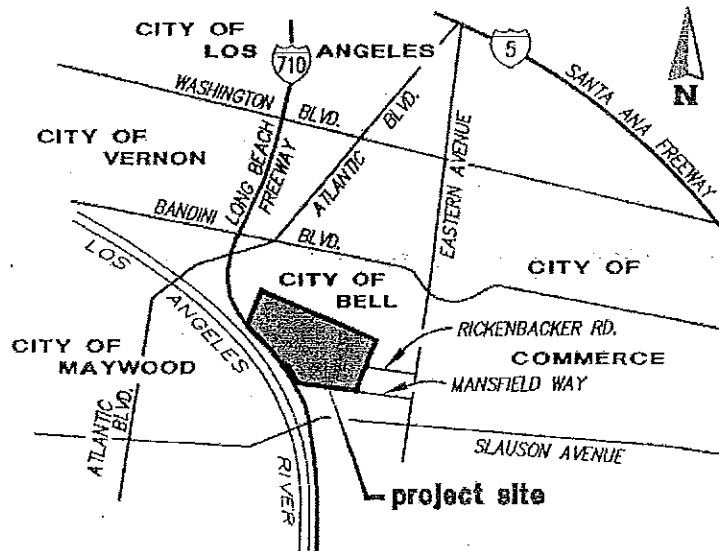 CITY OF
LOS ANGELES
710
5
N
WASHINGTON BLVD.
SANTA ANA FREEWAY
CITY OF
VERNON
LONG BEACH
FREEWAY
ATLANTIC BLVD.
EASTERN AVENUE
BANDINI BLVD.
LOS ANGELES RIVER
CITY OF
BELL
CITY OF
COMMERCE
RICKENBACKER RD.
MANSFIELD WAY
CITY OF
MAYWOOD
ATLANTIC
BLVD.
SLAUSON AVENUE
project site